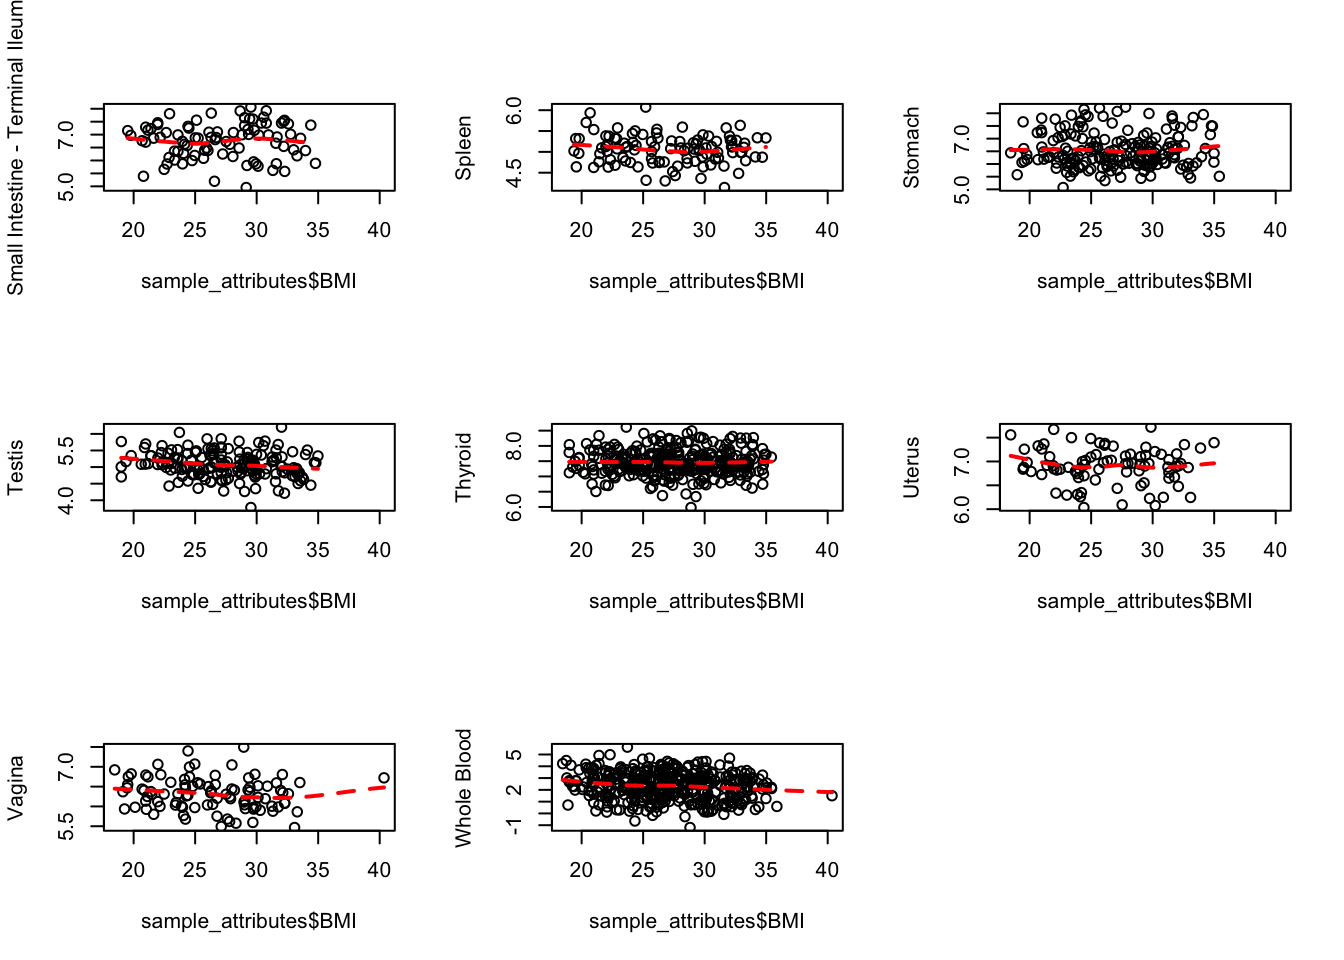 Small Intestine - Terminal Ileum
5.0 7.0
20 25 30 35 40
sample_attributes$BMI
Spleen
4.5 6.0
20 25 30 35 40
sample_attributes$BMI
Stomach
5.0 7.0
20 25 30 35 40
sample_attributes$BMI
Testis
4.0 5.5
20 25 30 35 40
sample_attributes$BMI
Thyroid
6.0 8.0
20 25 30 35 40
sample_attributes$BMI
Uterus
6.0 7.0
20 25 30 35 40
sample_attributes$BMI
Vagina
5.5 7.0
20 25 30 35 40
sample_attributes$BMI
Whole Blood
-1 2 5
20 25 30 35 40
sample_attributes$BMI